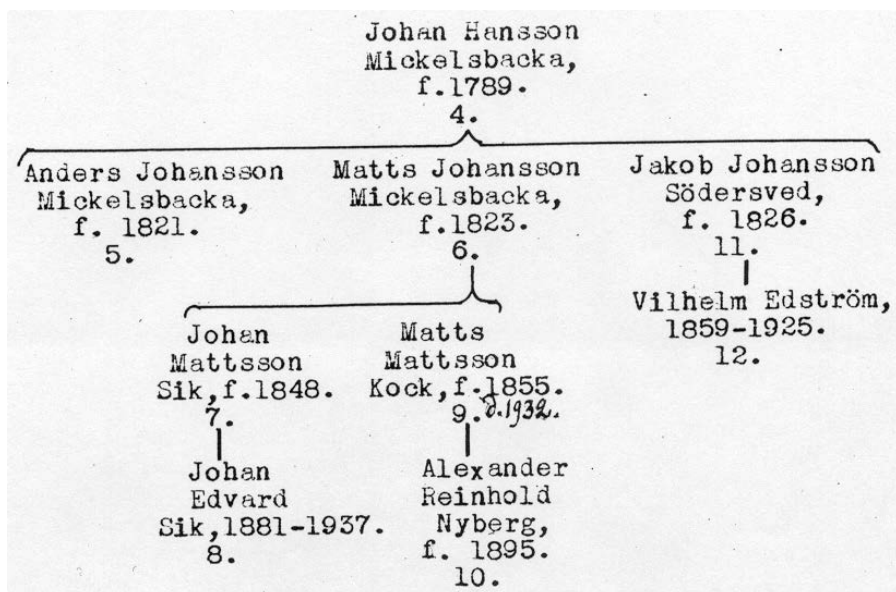 Johan Hansson
Mickelsbacka,
f.1789.
4.
Anders Johansson
Mickelsbacka,
f. 1821.
5.
Matts Johansson
Mickelsbacka,
f.1823.
6.
Jakob Johansson
Södersved,
f. 1826.
11.
Vilhelm Edström,
1859-1925.
12.
Johan
Mattsson
Sik,f.1848.
7.
Matts
Mattsson
Kock,f.1855.
9. d.1932.
Johan
Edvard
Sik,1881-1937.
8.
Alexander
Reinhold
Nyberg,
f. 1895.
10.